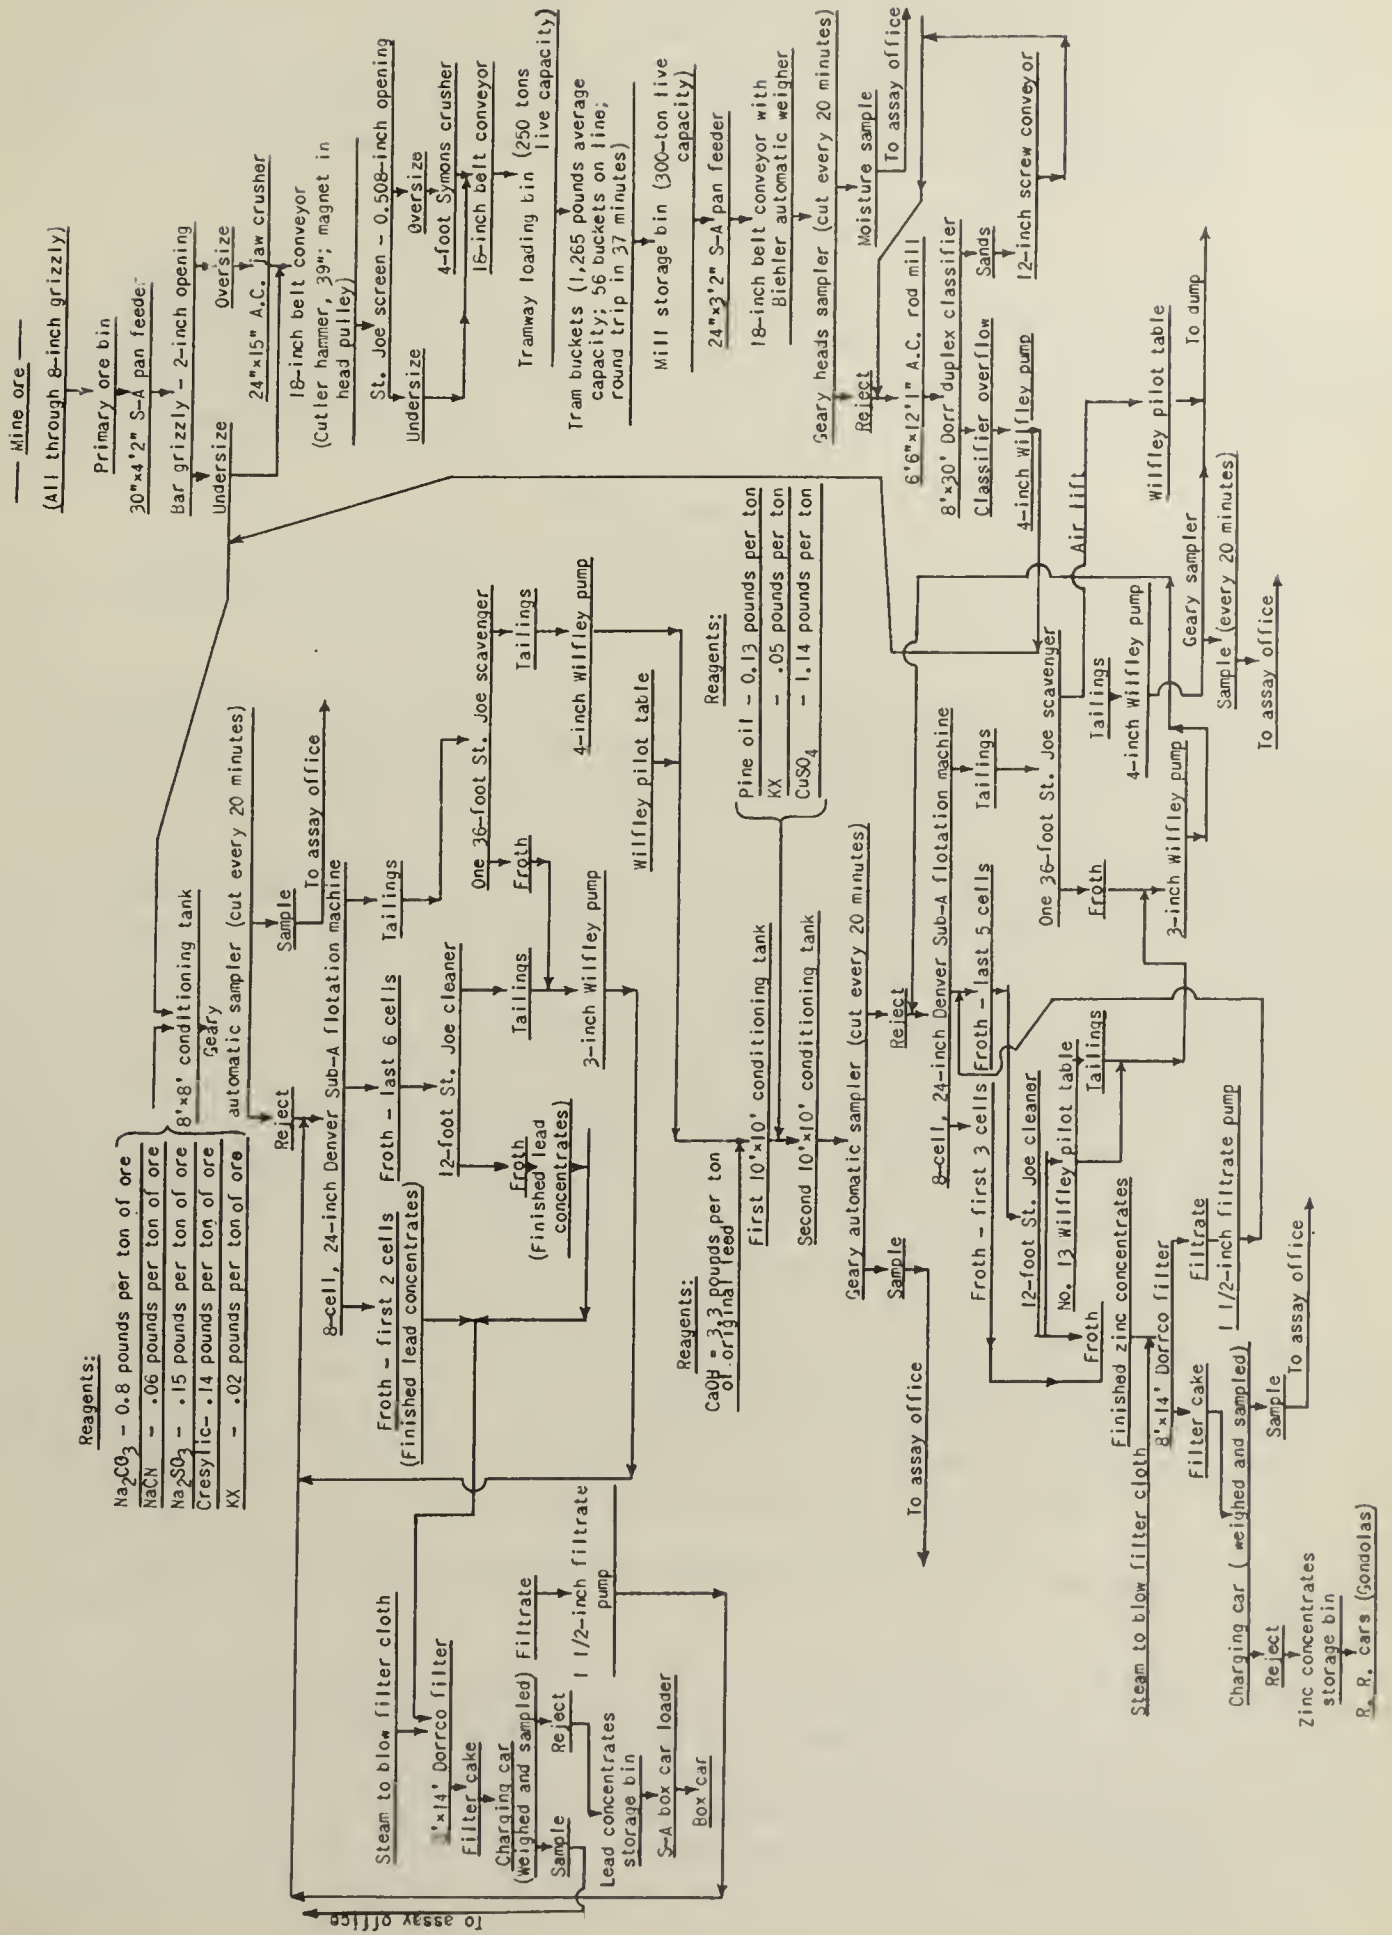 Mine ore
(All through 8-inch grizzly)
Primary ore bin
30"×4'2" S-A pan feeder
Bar grizzly - 2-inch opening
Undersize
Oversize
24"×15" A.C. jaw crusher
18-inch belt conveyor
(Cutler hammer, 39"; magnet in
head pulley)
St. Joe screen - 0.508-inch opening
Undersize
Oversize
4-foot Symons crusher
16-inch belt conveyor
Tramway loading bin (250 tons
live capacity)
Tram buckets (1,265 pounds average
capacity; 56 buckets on line;
round trip in 37 minutes)
Mill storage bin (300-ton live
capacity)
24"×3'2" S-A pan feeder
18-inch belt conveyor with
Biehler automatic weigher
Geary heads sampler (cut every 20 minutes)
Reject
Moisture sample
To assay office
6'6"×12'1" A.C. rod mill
8'×30' Dorr duplex classifier
Classifier overflow
Sands
4-inch Wilfley pump
12-inch screw conveyor
Reagents:
Na2CO3 - 0.8 pounds per ton of ore
NaCN - .06 pounds per ton of ore
Na2SO3 - .15 pounds per ton of ore
Cresylic - .14 pounds per ton of ore
KX - .02 pounds per ton of ore
8'×8' conditioning tank
Geary
automatic sampler (cut every 20 minutes)
Reject
Sample
To assay office
8-cell, 24-inch Denver Sub-A flotation machine
Froth - first 2 cells
(Finished lead concentrates)
Froth - last 6 cells
Tailings
12-foot St. Joe cleaner
One 36-foot St. Joe scavenger
Froth
(Finished lead
concentrates)
Tailings
Froth
Tailings
3-inch Wilfley pump
4-inch Wilfley pump
Wilfley pilot table
Steam to blow filter cloth
×14' Dorrco filter
Filter cake
Filtrate
Charging car
(weighed and sampled)
1 1/2-inch filtrate
pump
Sample
Reject
To assay office
Lead concentrates
storage bin
S-A box car loader
Box car
Reagents:
CaOH = 3.3 pounds per ton
of original feed
Reagents:
Pine oil - 0.13 pounds per ton
KX - .05 pounds per ton
CuSO4 - 1.14 pounds per ton
First 10'×10' conditioning tank
Second 10'×10' conditioning tank
Geary automatic sampler (cut every 20 minutes)
Sample
Reject
To assay office
8-cell, 24-inch Denver Sub-A flotation machine
Froth - first 3 cells
Froth - last 5 cells
Tailings
12-foot St. Joe cleaner
No. 13 Wilfley pilot table
Froth
Tailings
One 36-foot St. Joe scavenger
Froth
Tailings
Air lift
3-inch Wilfley pump
4-inch Wilfley pump
Wilfley pilot table
Geary sampler
To dump
Sample (every 20 minutes)
To assay office
Finished zinc concentrates
Steam to blow filter cloth
8'×14' Dorrco filter
Filter cake
Filtrate
1 1/2-inch filtrate pump
Charging car (weighed and sampled)
Reject
Sample
To assay office
Zinc concentrates
storage bin
R. R. cars (Gondolas)